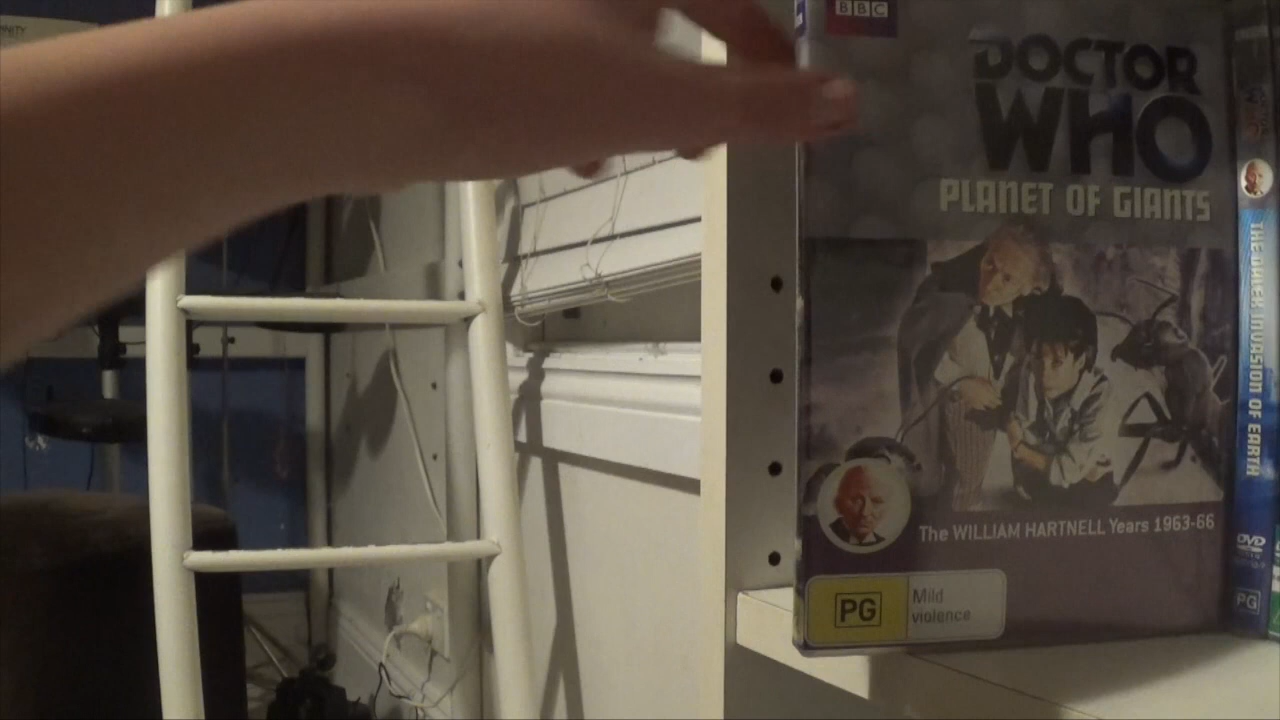 BBC
DOCTOR
WHO
PLANET OF GIANTS
The WILLIAM HARTNELL Years 1963-66
PG
Mild
violence
THE DALEK INVASION OF EARTH
DVD
PG